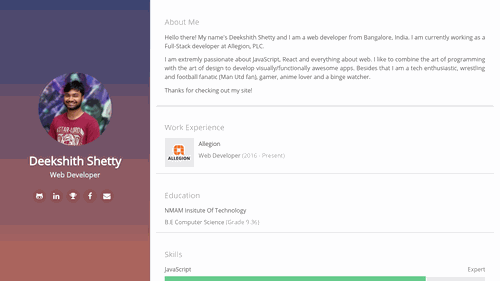 Deekshith Shetty
Web Developer
About Me
Hello there! My name's Deekshith Shetty and I am a web developer from Bangalore, India. I am currently working as a
Full-Stack developer at Allegion, PLC.
I am extremly passionate about JavaScript, React and everything about web. I like to combine the art of programming
with the art of design to develop visually/functionally awesome apps. Besides that I am a tech enthusiastic, wrestling
and football fanatic (Man Utd fan), gamer, anime lover and a binge watcher.
Thanks for checking out my site!
Work Experience
ALLEGION
Allegion
Web Developer (2016 - Present)
Education
NMAM Insitute Of Technology
B.E Computer Science (Grade 9.36)
Skills
JavaScript
Expert